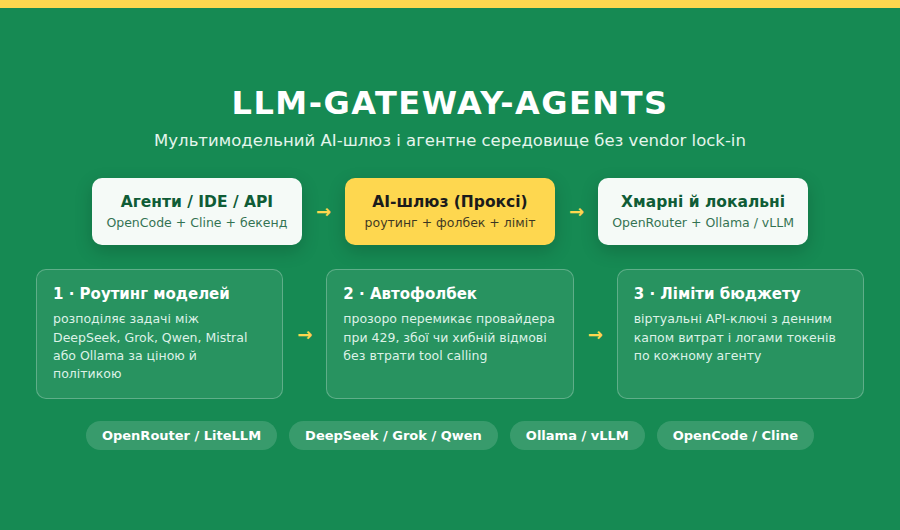 LLM-GATEWAY-AGENTS
Мультимодельний AI-шлюз і агентне середовище без vendor lock-in
Агенти / IDE / API
OpenCode + Cline + бекенд
→
AI-шлюз (Проксі)
роутинг + фолбек + ліміт
→
Хмарні й локальні
OpenRouter + Ollama / vLLM
1 · Роутинг моделей
розподіляє задачі між
DeepSeek, Grok, Qwen, Mistral
або Ollama за ціною й
політикою
→
2 · Автофолбек
прозоро перемикає провайдера
при 429, збої чи хибній відмові
без втрати tool calling
→
3 · Ліміти бюджету
віртуальні API-ключі з денним
капом витрат і логами токенів
по кожному агенту
OpenRouter / LiteLLM
DeepSeek / Grok / Qwen
Ollama / vLLM
OpenCode / Cline